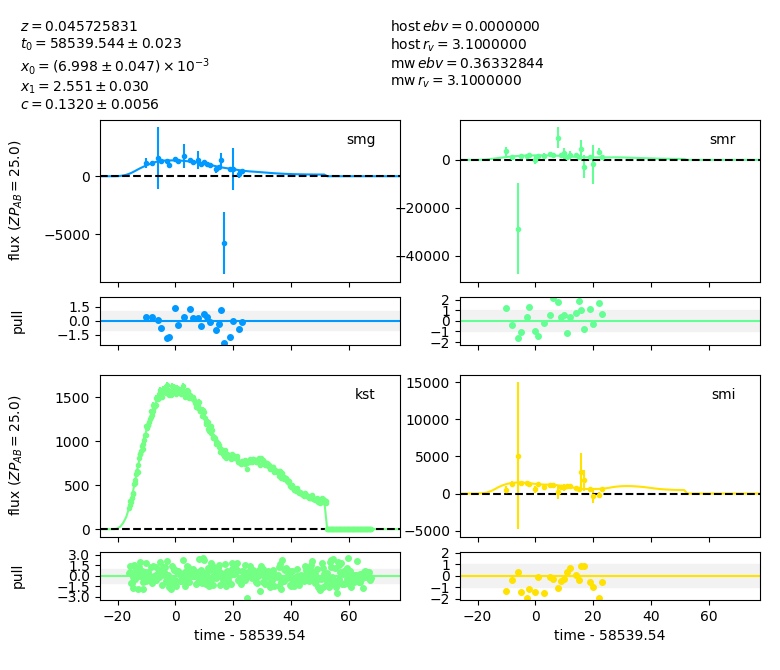 z = 0.045725831
t₀ = 58539.544 ± 0.023
x₀ = (6.998 ± 0.047) × 10⁻³
x₁ = 2.551 ± 0.030
c = 0.1320 ± 0.0056
host ebv = 0.0000000
host r_v = 3.1000000
mw ebv = 0.36332844
mw r_v = 3.1000000
flux (ZP_AB = 25.0)
0
−5000
smg
0
−20000
−40000
smr
pull
1.5
0.0
−1.5
2
1
0
−1
−2
flux (ZP_AB = 25.0)
1500
1000
500
0
kst
15000
10000
5000
0
−5000
smi
pull
3.0
1.5
0.0
−1.5
−3.0
−20 0 20 40 60
time - 58539.54
2
1
0
−1
−2
−20 0 20 40 60
time - 58539.54